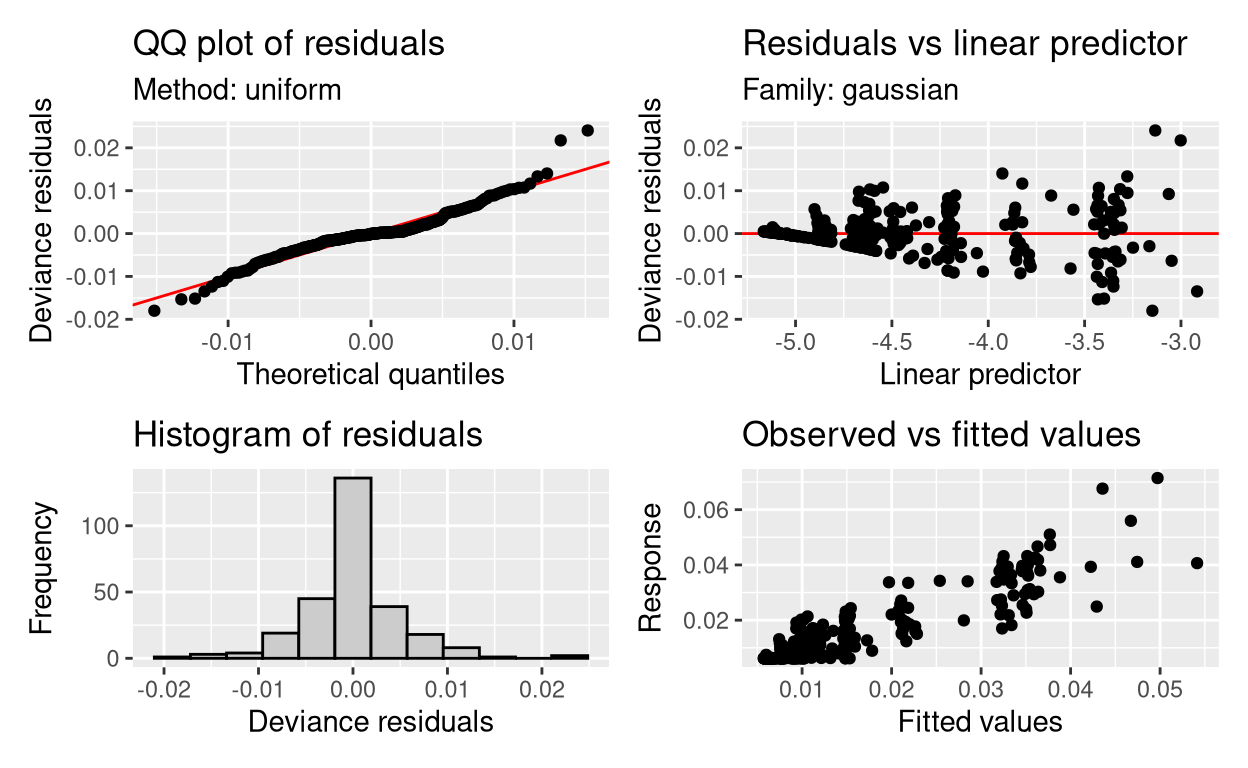 QQ plot of residuals
Method: uniform
Deviance residuals
0.02
0.01
0.00
-0.01
-0.02
-0.01 0.00 0.01
Theoretical quantiles
Residuals vs linear predictor
Family: gaussian
Deviance residuals
0.02
0.01
0.00
-0.01
-0.02
-5.0 -4.5 -4.0 -3.5 -3.0
Linear predictor
Histogram of residuals
Frequency
100
50
0
-0.02 -0.01 0.00 0.01 0.02
Deviance residuals
Observed vs fitted values
Response
0.06
0.04
0.02
0.01 0.02 0.03 0.04 0.05
Fitted values